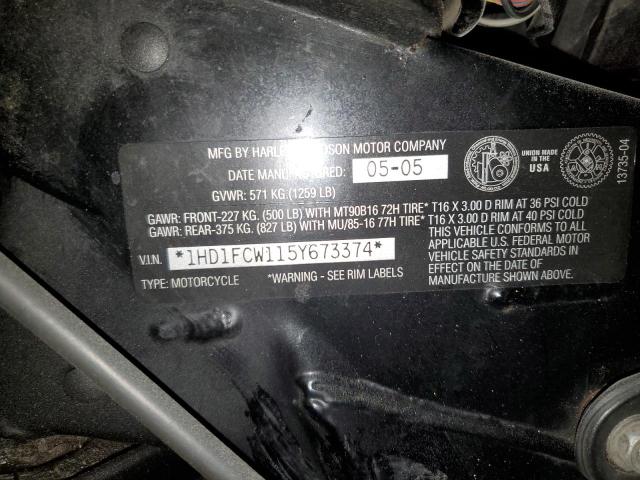 MFG BY HARLEY-DAVIDSON MOTOR COMPANY
DATE MANUFACTURED: 05-05
GVWR: 571 KG. (1259 LB)
UNION MADE IN THE USA
13735-04
GAWR: FRONT-227 KG. (500 LB) WITH MT90B16 72H TIRE* T16 X 3.00 D RIM AT 36 PSI COLD
GAWR: REAR-375 KG. (827 LB) WITH MU/85-16 77H TIRE* T16 X 3.00 D RIM AT 40 PSI COLD
THIS VEHICLE CONFORMS TO ALL
APPLICABLE
U.S. FEDERAL MOTOR
VEHICLE SAFETY STANDARDS IN
EFFECT ON THE DATE OF
MANUFACTURE SHOWN ABOVE.
V.I.N. *1HD1FCW115Y673374*
TYPE: MOTORCYCLE *WARNING - SEE RIM LABELS